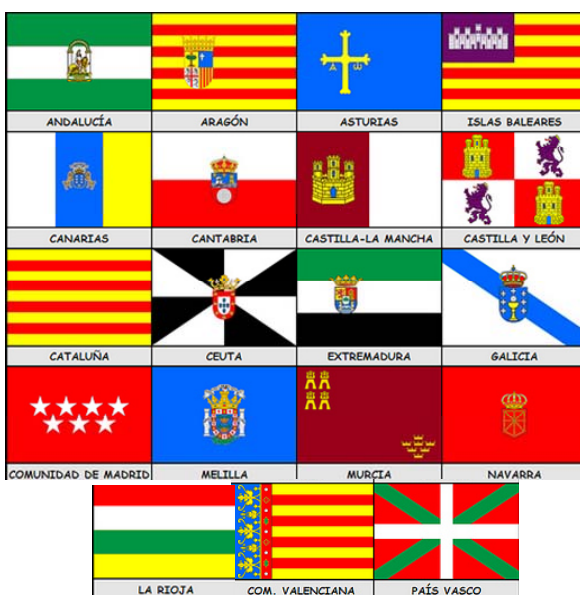 ANDALUCÍA ARAGÓN ASTURIAS ISLAS BALEARES
CANARIAS CANTABRIA CASTILLA-LA MANCHA CASTILLA Y LEÓN
CATALUÑA CEUTA EXTREMADURA GALICIA
COMUNIDAD DE MADRID MELILLA MURCIA NAVARRA
LA RIOJA COM. VALENCIANA PAÍS VASCO